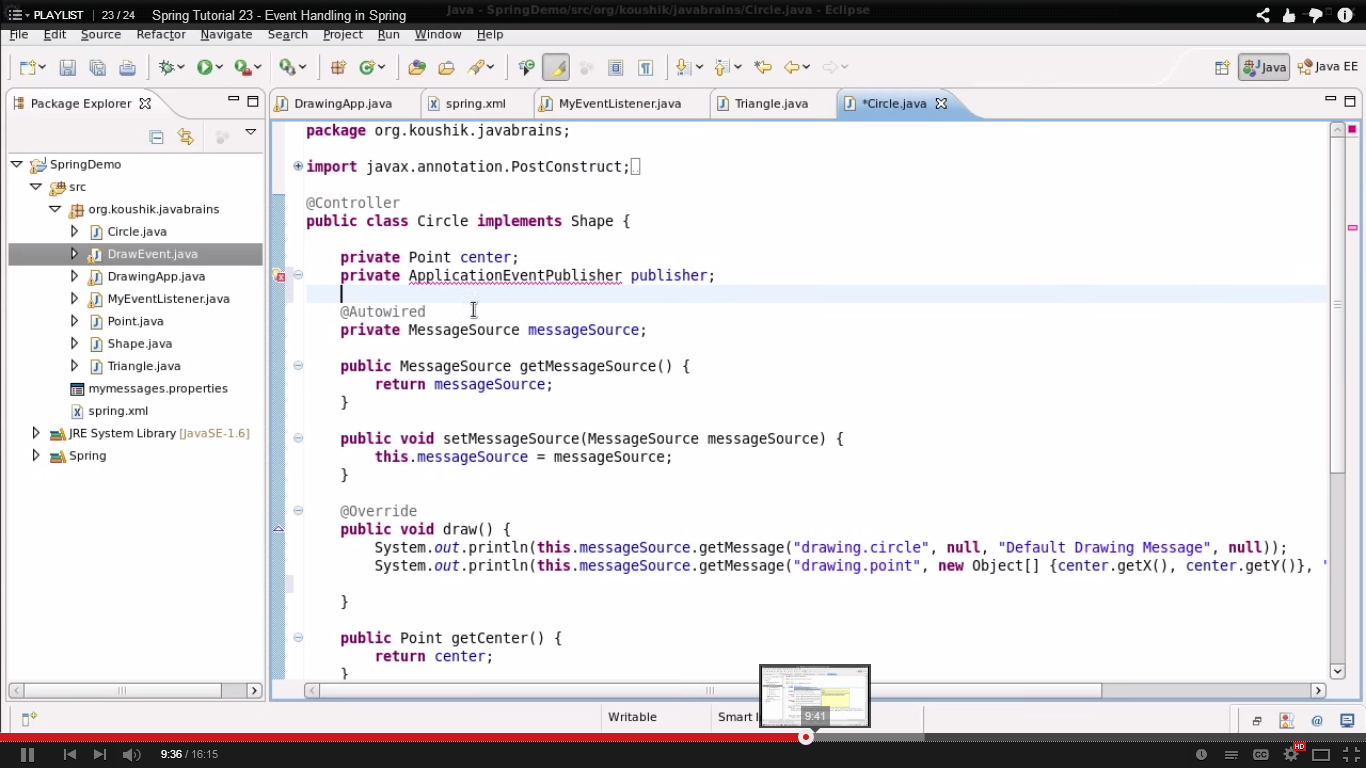 Java - SpringDemo/src/org/koushik/javabrains/Circle.java - Eclipse
PLAYLIST 23 / 24 Spring Tutorial 23 - Event Handling in Spring
File Edit Source Refactor Navigate Search Project Run Window Help
Java Java EE
Package Explorer
DrawingApp.java spring.xml MyEventListener.java Triangle.java *Circle.java
SpringDemo
src
org.koushik.javabrains
Circle.java
DrawEvent.java
DrawingApp.java
MyEventListener.java
Point.java
Shape.java
Triangle.java
mymessages.properties
spring.xml
JRE System Library [JavaSE-1.6]
Spring
package org.koushik.javabrains;
import javax.annotation.PostConstruct;
@Controller
public class Circle implements Shape {
private Point center;
private ApplicationEventPublisher publisher;
@Autowired
private MessageSource messageSource;
public MessageSource getMessageSource() {
return messageSource;
}
public void setMessageSource(MessageSource messageSource) {
this.messageSource = messageSource;
}
@Override
public void draw() {
System.out.println(this.messageSource.getMessage("drawing.circle", null, "Default Drawing Message", null));
System.out.println(this.messageSource.getMessage("drawing.point", new Object[] {center.getX(), center.getY()}, "
}
public Point getCenter() {
return center;
}
Writable Smart I
9:41
9:36 / 16:15
CC HD